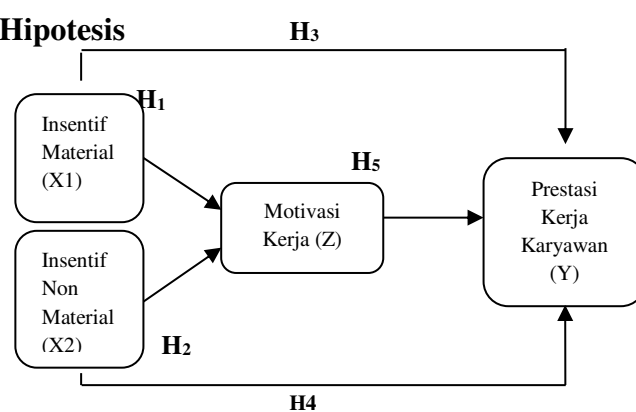 Hipotesis
H3
H1
Insentif
Material
(X1)
H5
Motivasi
Kerja (Z)
Prestasi
Kerja
Karyawan
(Y)
Insentif
Non
Material
(X2)
H2
H4